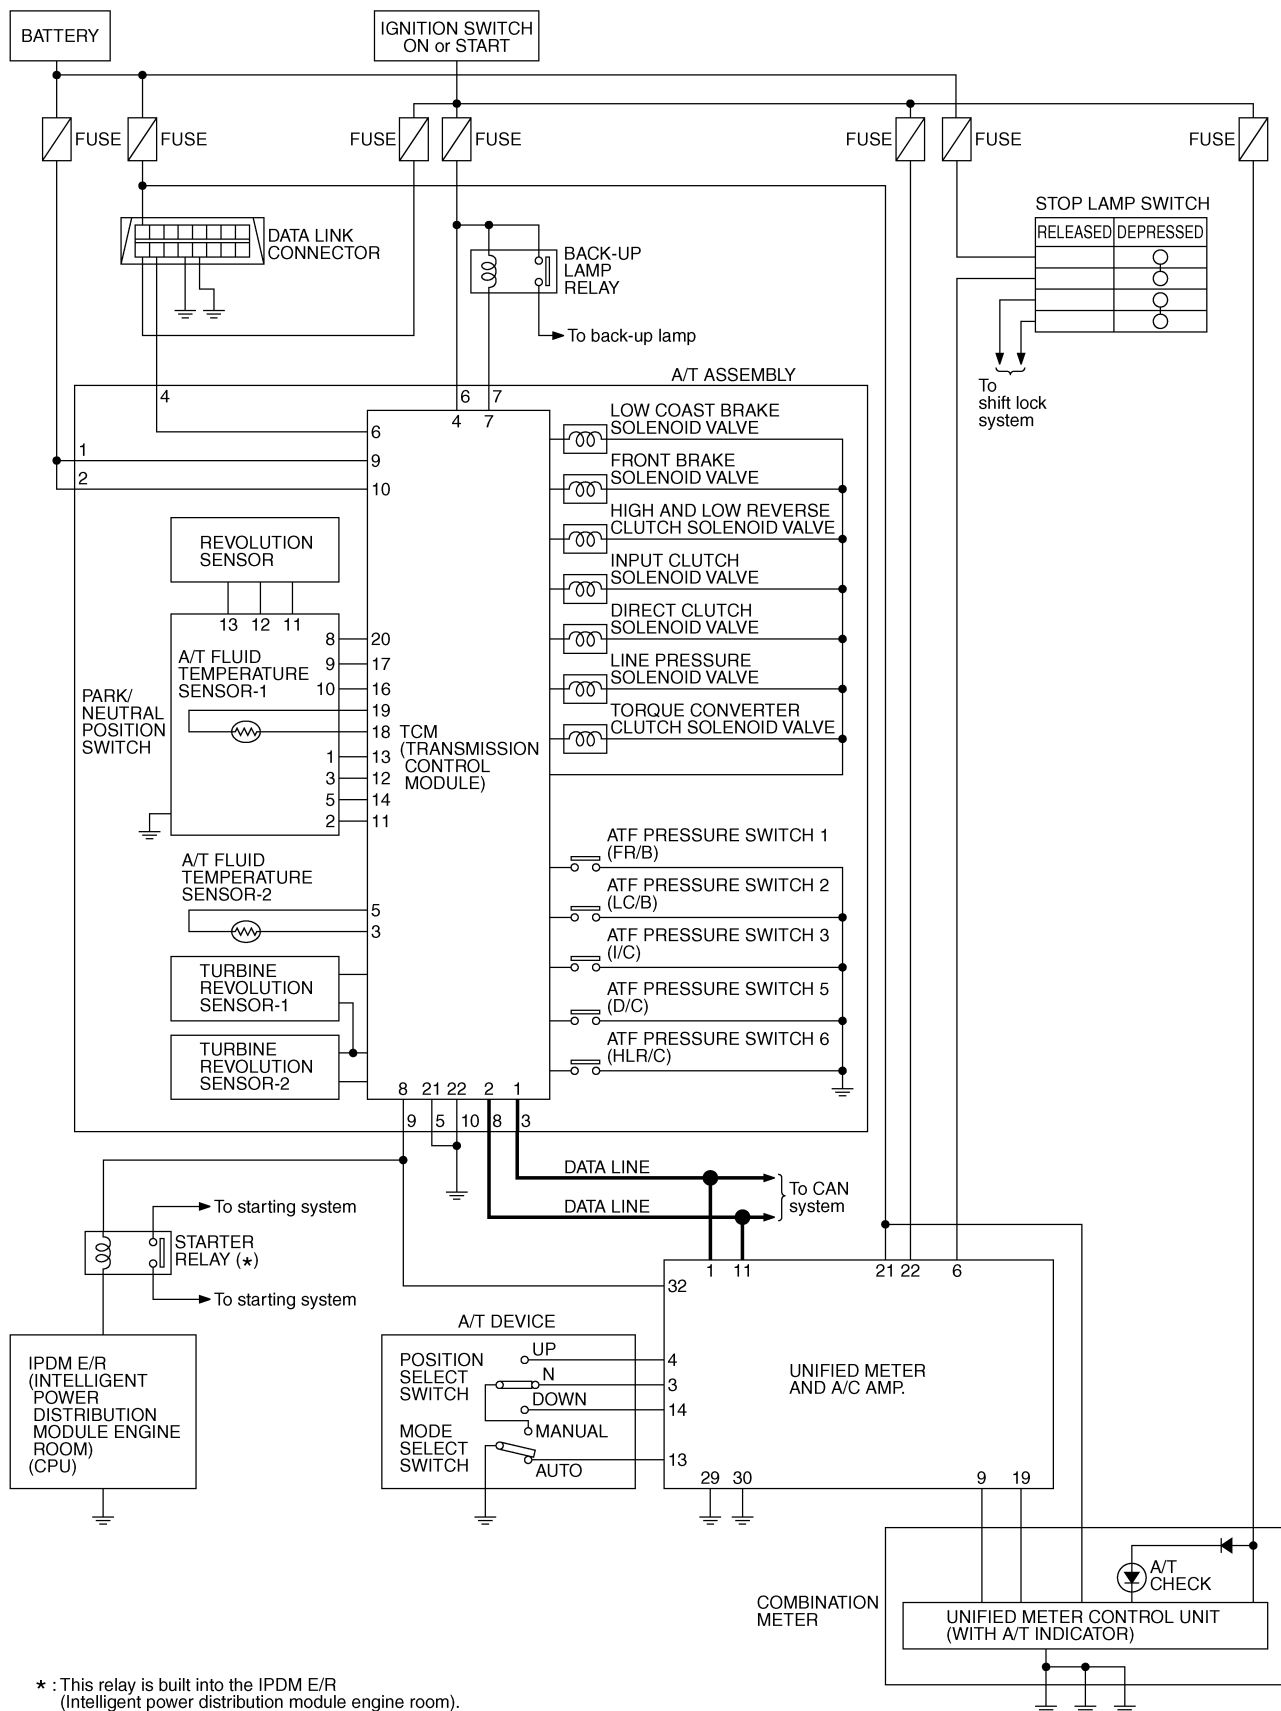 BATTERY
IGNITION SWITCH
ON or START
FUSE
FUSE
FUSE
FUSE
FUSE
FUSE
FUSE
STOP LAMP SWITCH
RELEASED
DEPRESSED
DATA LINK
CONNECTOR
BACK-UP
LAMP
RELAY
To back-up lamp
To
shift lock
system
A/T ASSEMBLY
4
6
7
4
7
6
1
9
2
10
LOW COAST BRAKE
SOLENOID VALVE
FRONT BRAKE
SOLENOID VALVE
HIGH AND LOW REVERSE
CLUTCH SOLENOID VALVE
INPUT CLUTCH
SOLENOID VALVE
DIRECT CLUTCH
SOLENOID VALVE
LINE PRESSURE
SOLENOID VALVE
TORQUE CONVERTER
CLUTCH SOLENOID VALVE
REVOLUTION
SENSOR
13 12 11
8 20
9 17
10 16
19
18
1 13
3 12
5 14
2 11
A/T FLUID
TEMPERATURE
SENSOR-1
PARK/
NEUTRAL
POSITION
SWITCH
TCM
(TRANSMISSION
CONTROL
MODULE)
A/T FLUID
TEMPERATURE
SENSOR-2
5
3
TURBINE
REVOLUTION
SENSOR-1
TURBINE
REVOLUTION
SENSOR-2
ATF PRESSURE SWITCH 1
(FR/B)
ATF PRESSURE SWITCH 2
(LC/B)
ATF PRESSURE SWITCH 3
(I/C)
ATF PRESSURE SWITCH 5
(D/C)
ATF PRESSURE SWITCH 6
(HLR/C)
8 21 22 2 1
9 5 10 8 3
DATA LINE
DATA LINE
To CAN
system
To starting system
STARTER
RELAY (*)
To starting system
1 11 21 22 6
32
4
3
14
13
29 30 9 19
UNIFIED METER
AND A/C AMP.
A/T DEVICE
POSITION
SELECT
SWITCH
UP
N
DOWN
MODE
SELECT
SWITCH
MANUAL
AUTO
IPDM E/R
(INTELLIGENT
POWER
DISTRIBUTION
MODULE ENGINE
ROOM)
(CPU)
COMBINATION
METER
A/T
CHECK
UNIFIED METER CONTROL UNIT
(WITH A/T INDICATOR)
* : This relay is built into the IPDM E/R
(Intelligent power distribution module engine room).